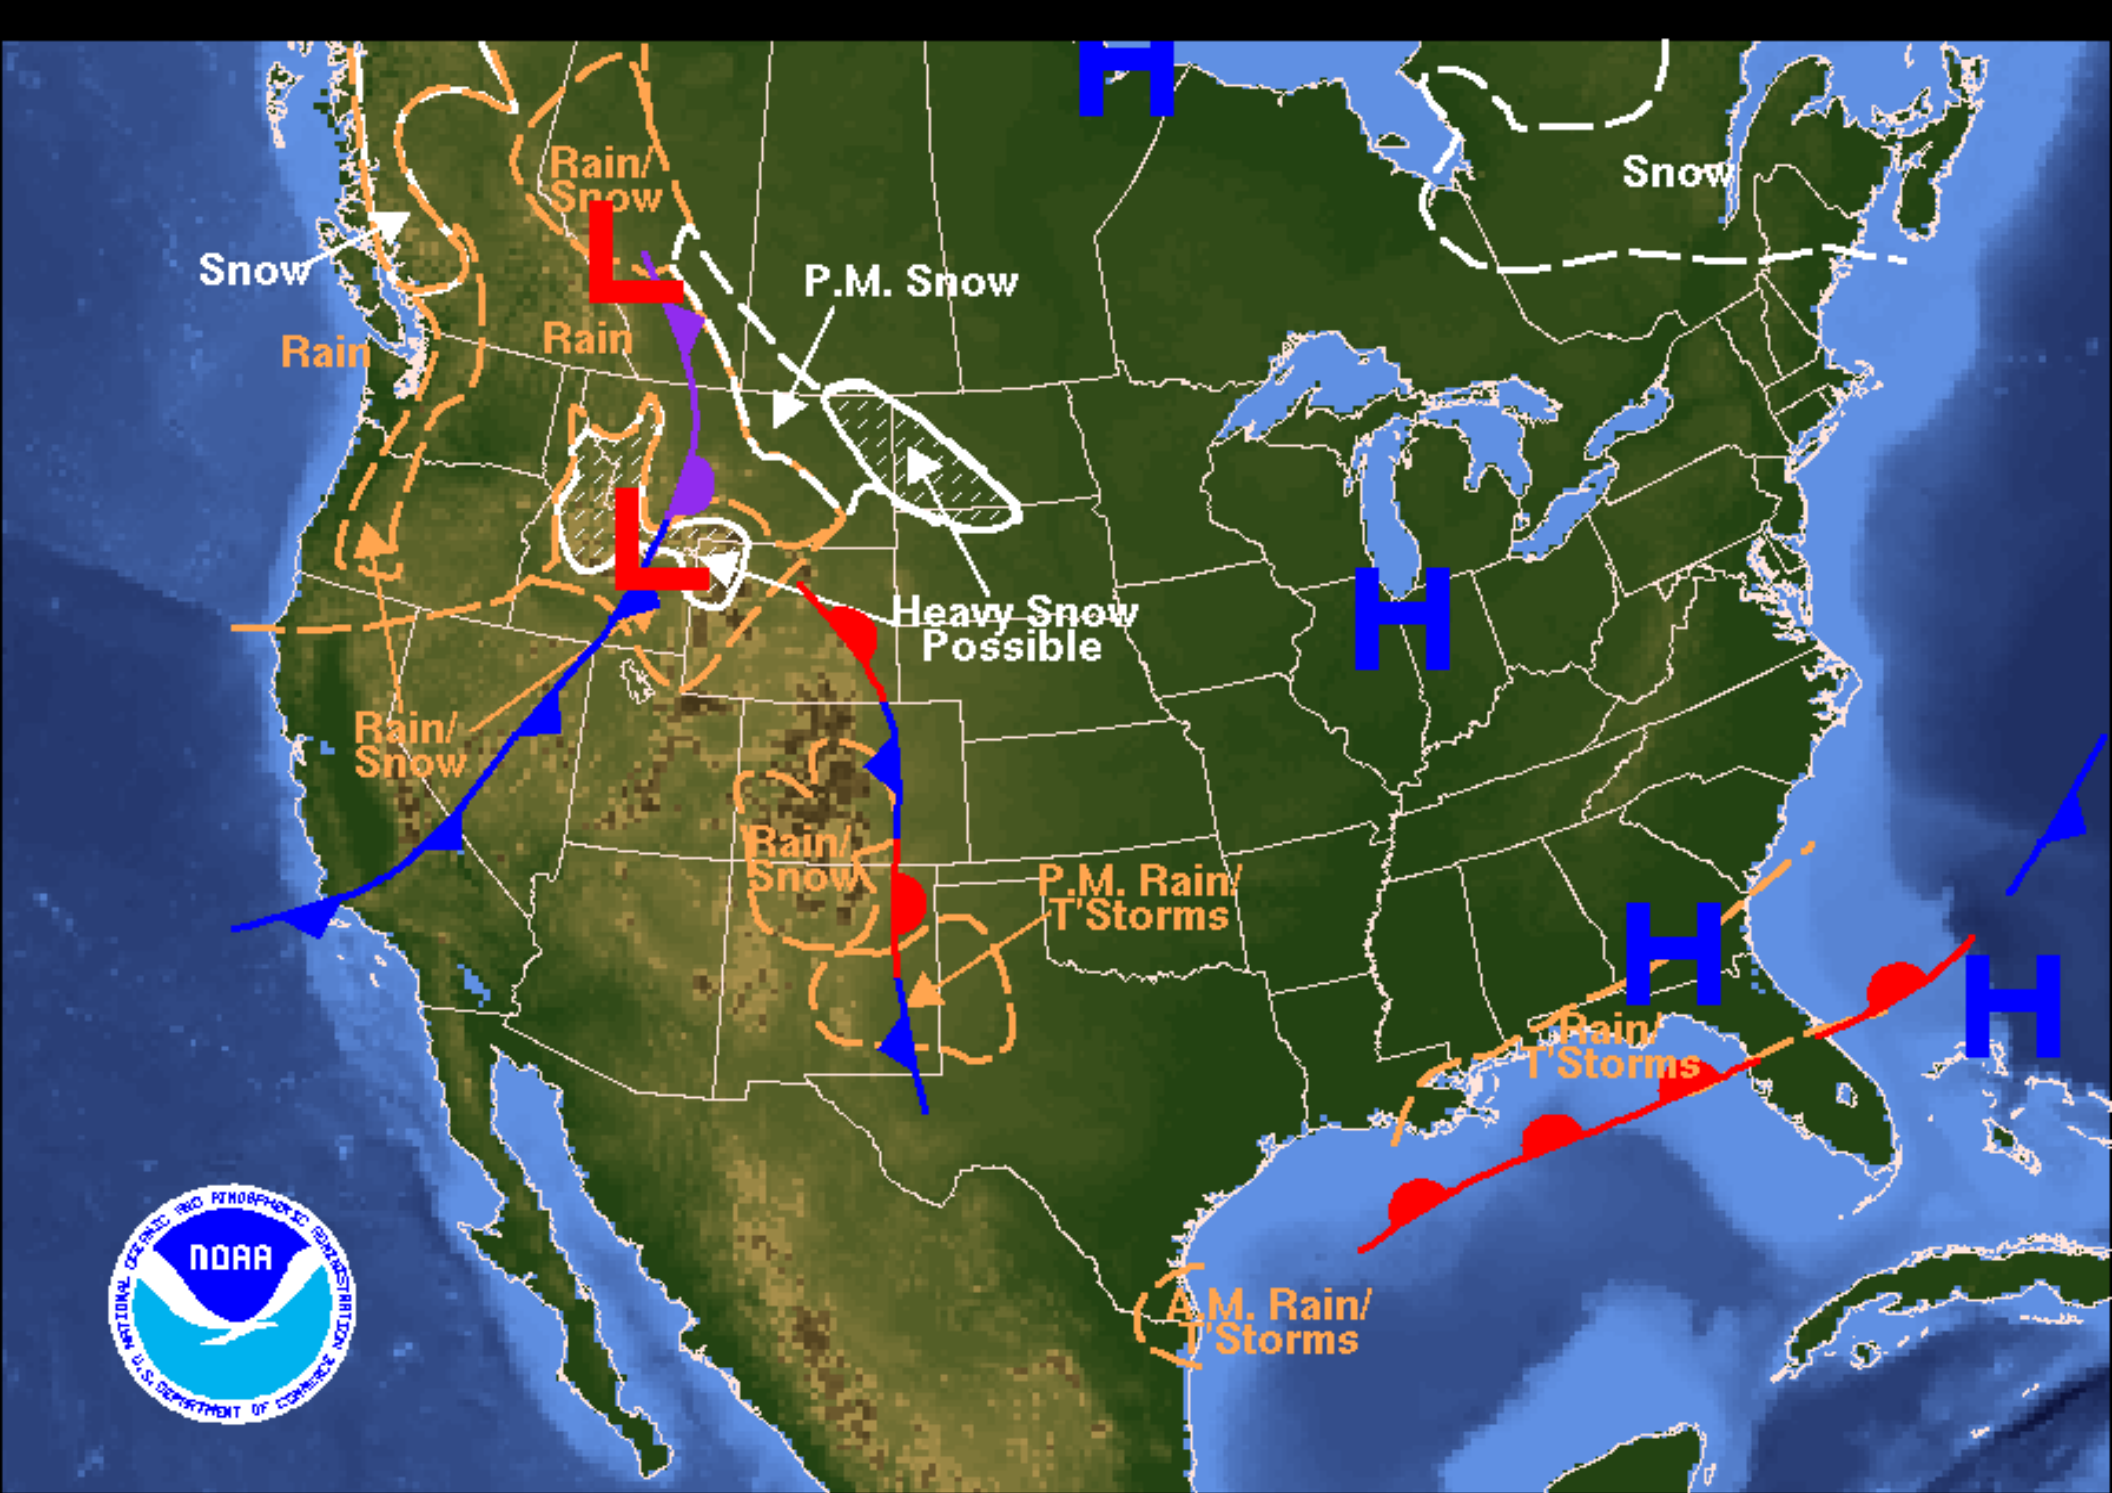 H
Rain/
Snow
Snow
L
Snow
P.M. Snow
Rain
Rain
L
Heavy Snow
Possible
H
Rain/
Snow
Rain/
Snow
P.M. Rain/
T'Storms
H
H
Rain/
T'Storms
NOAA
NATIONAL OCEANIC AND ATMOSPHERIC ADMINISTRATION
U.S. DEPARTMENT OF COMMERCE
A.M. Rain/
T'Storms